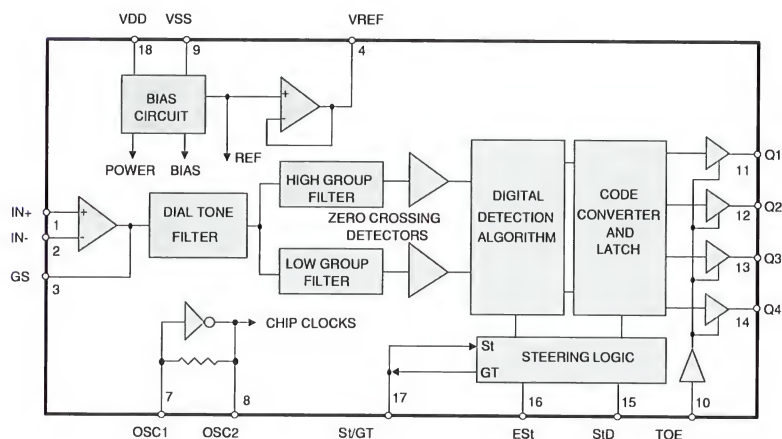 VDD VSS VREF
18 9 4
BIAS
CIRCUIT
+
-
POWER BIAS REF
IN+ 1 +
IN- 2 -
GS 3
DIAL TONE
FILTER
HIGH GROUP
FILTER
ZERO CROSSING
DETECTORS
LOW GROUP
FILTER
DIGITAL
DETECTION
ALGORITHM
CODE
CONVERTER
AND
LATCH
Q1
11
Q2
12
Q3
13
Q4
14
CHIP CLOCKS
St
GT
STEERING LOGIC
7 8 17 16 15 10
OSC1 OSC2 St/GT ESt StD TOE